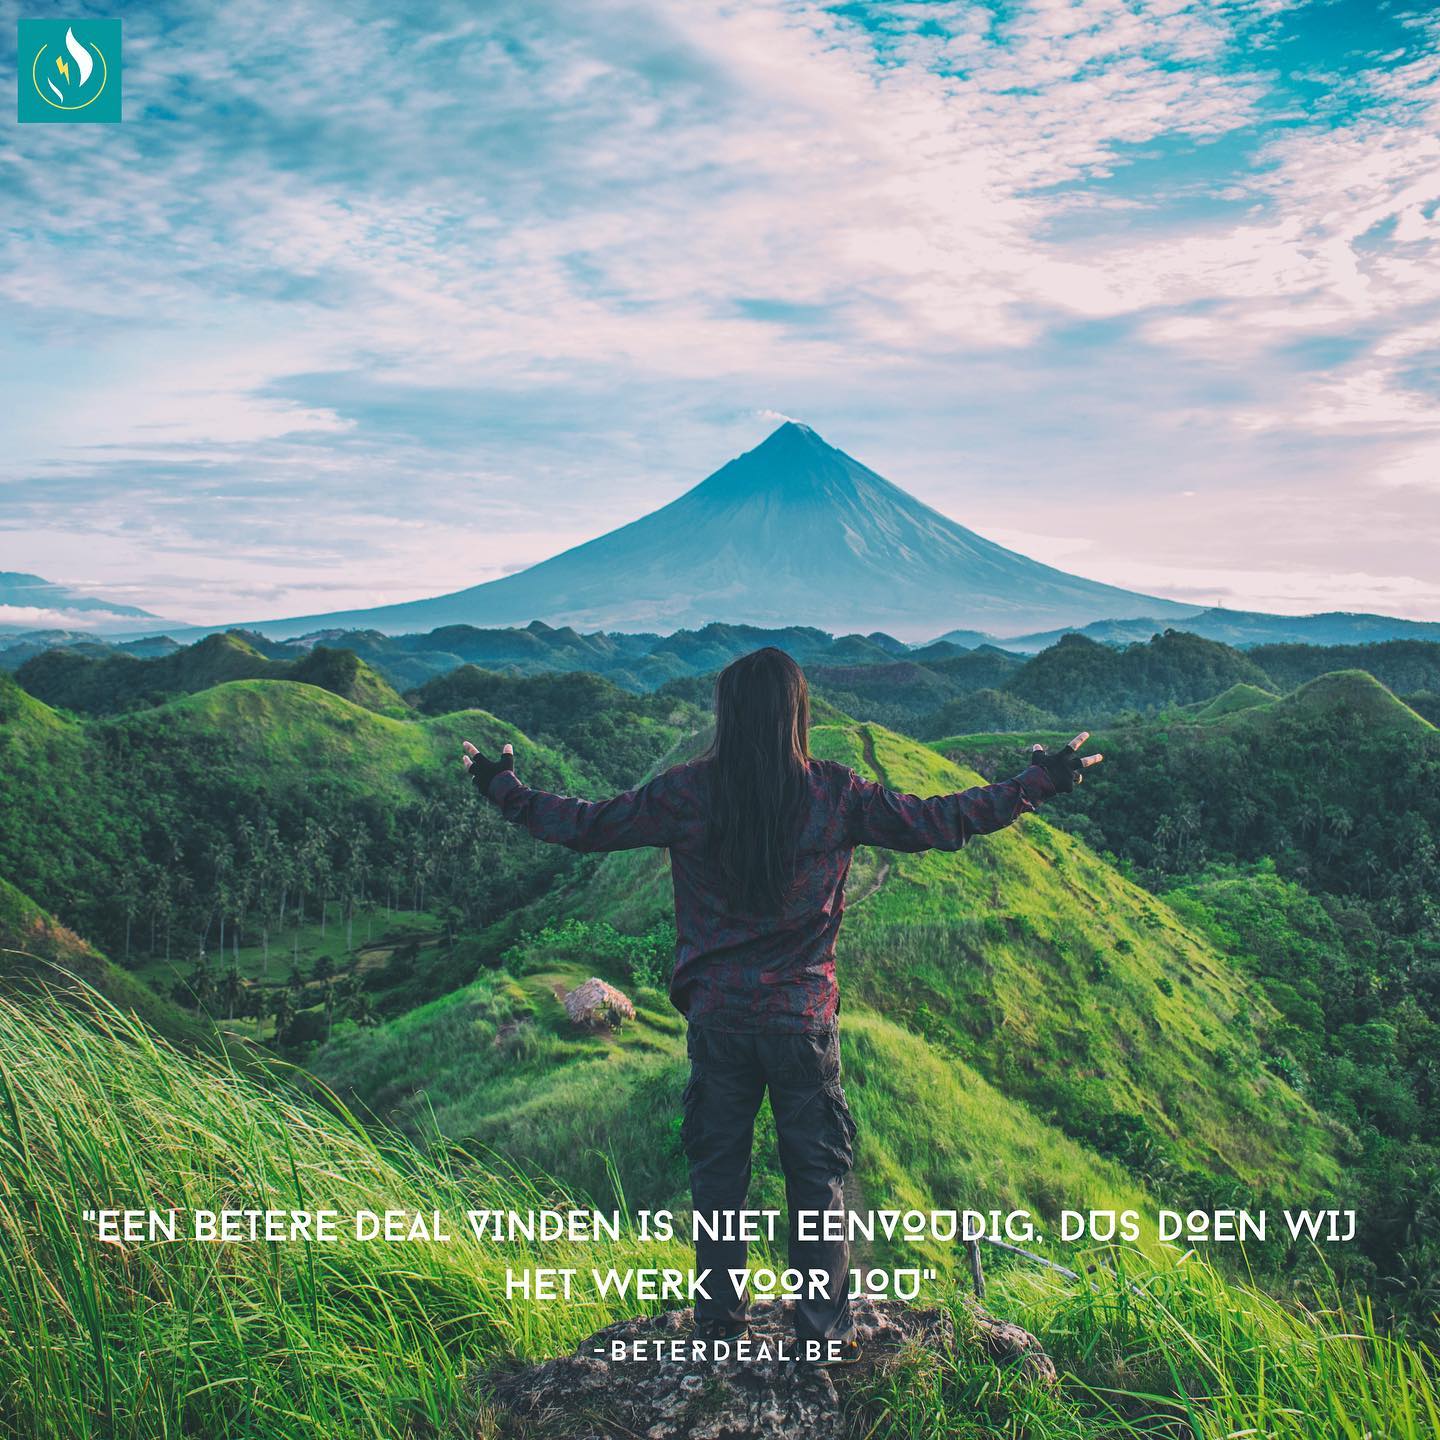 "EEN BETERE DEAL VINDEN IS NIET EENVOUDIG, DUS DOEN WIJ
HET WERK VOOR JOU"
-BETERDEAL.BE